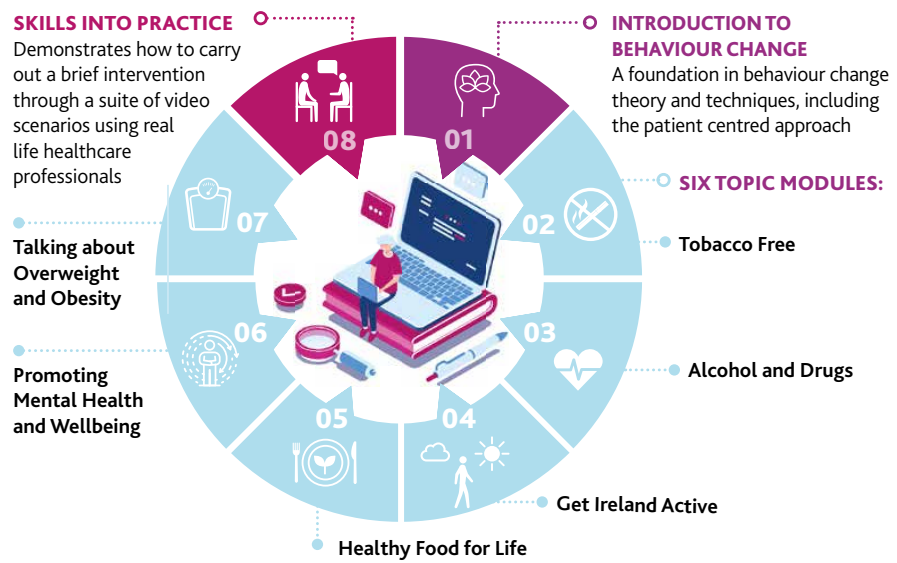 SKILLS INTO PRACTICE
Demonstrates how to carry
out a brief intervention
through a suite of video
scenarios using real
life healthcare
professionals
INTRODUCTION TO
BEHAVIOUR CHANGE
A foundation in behaviour change
theory and techniques, including
the patient centred approach
08
01
SIX TOPIC MODULES:
02
Tobacco Free
03
Alcohol and Drugs
04
Get Ireland Active
05
Healthy Food for Life
06
Promoting
Mental Health
and Wellbeing
07
Talking about
Overweight
and Obesity